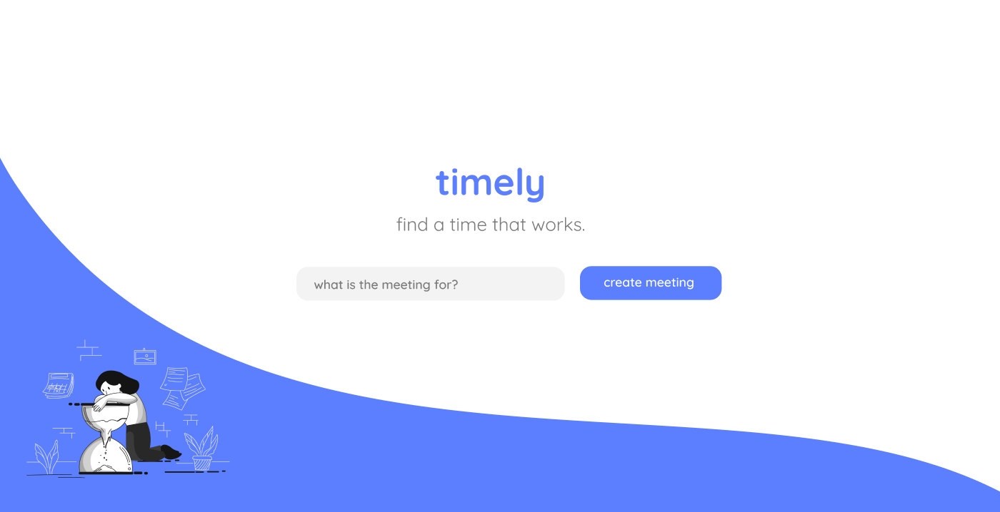 timely
find a time that works.
what is the meeting for?
create meeting